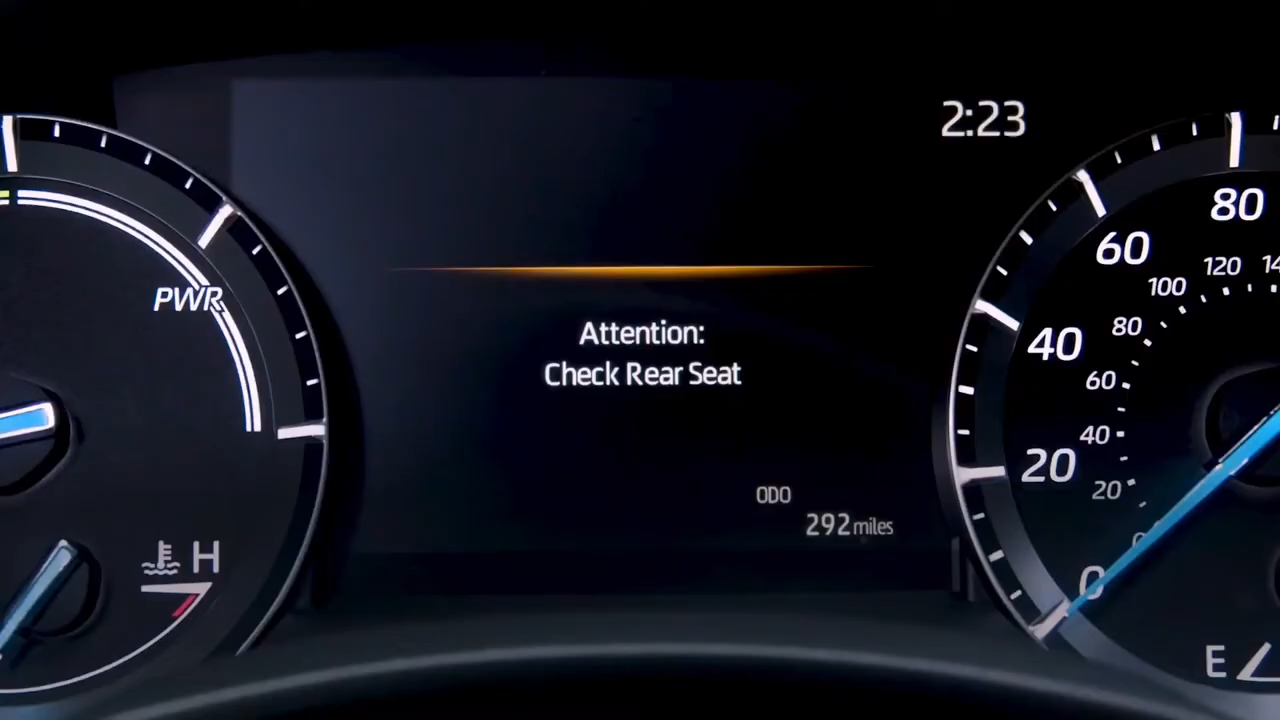 2:23
Attention:
Check Rear Seat
ODO
292 miles
PWR
H
80
60
40
20
0
120
100
80
60
40
20
0
E